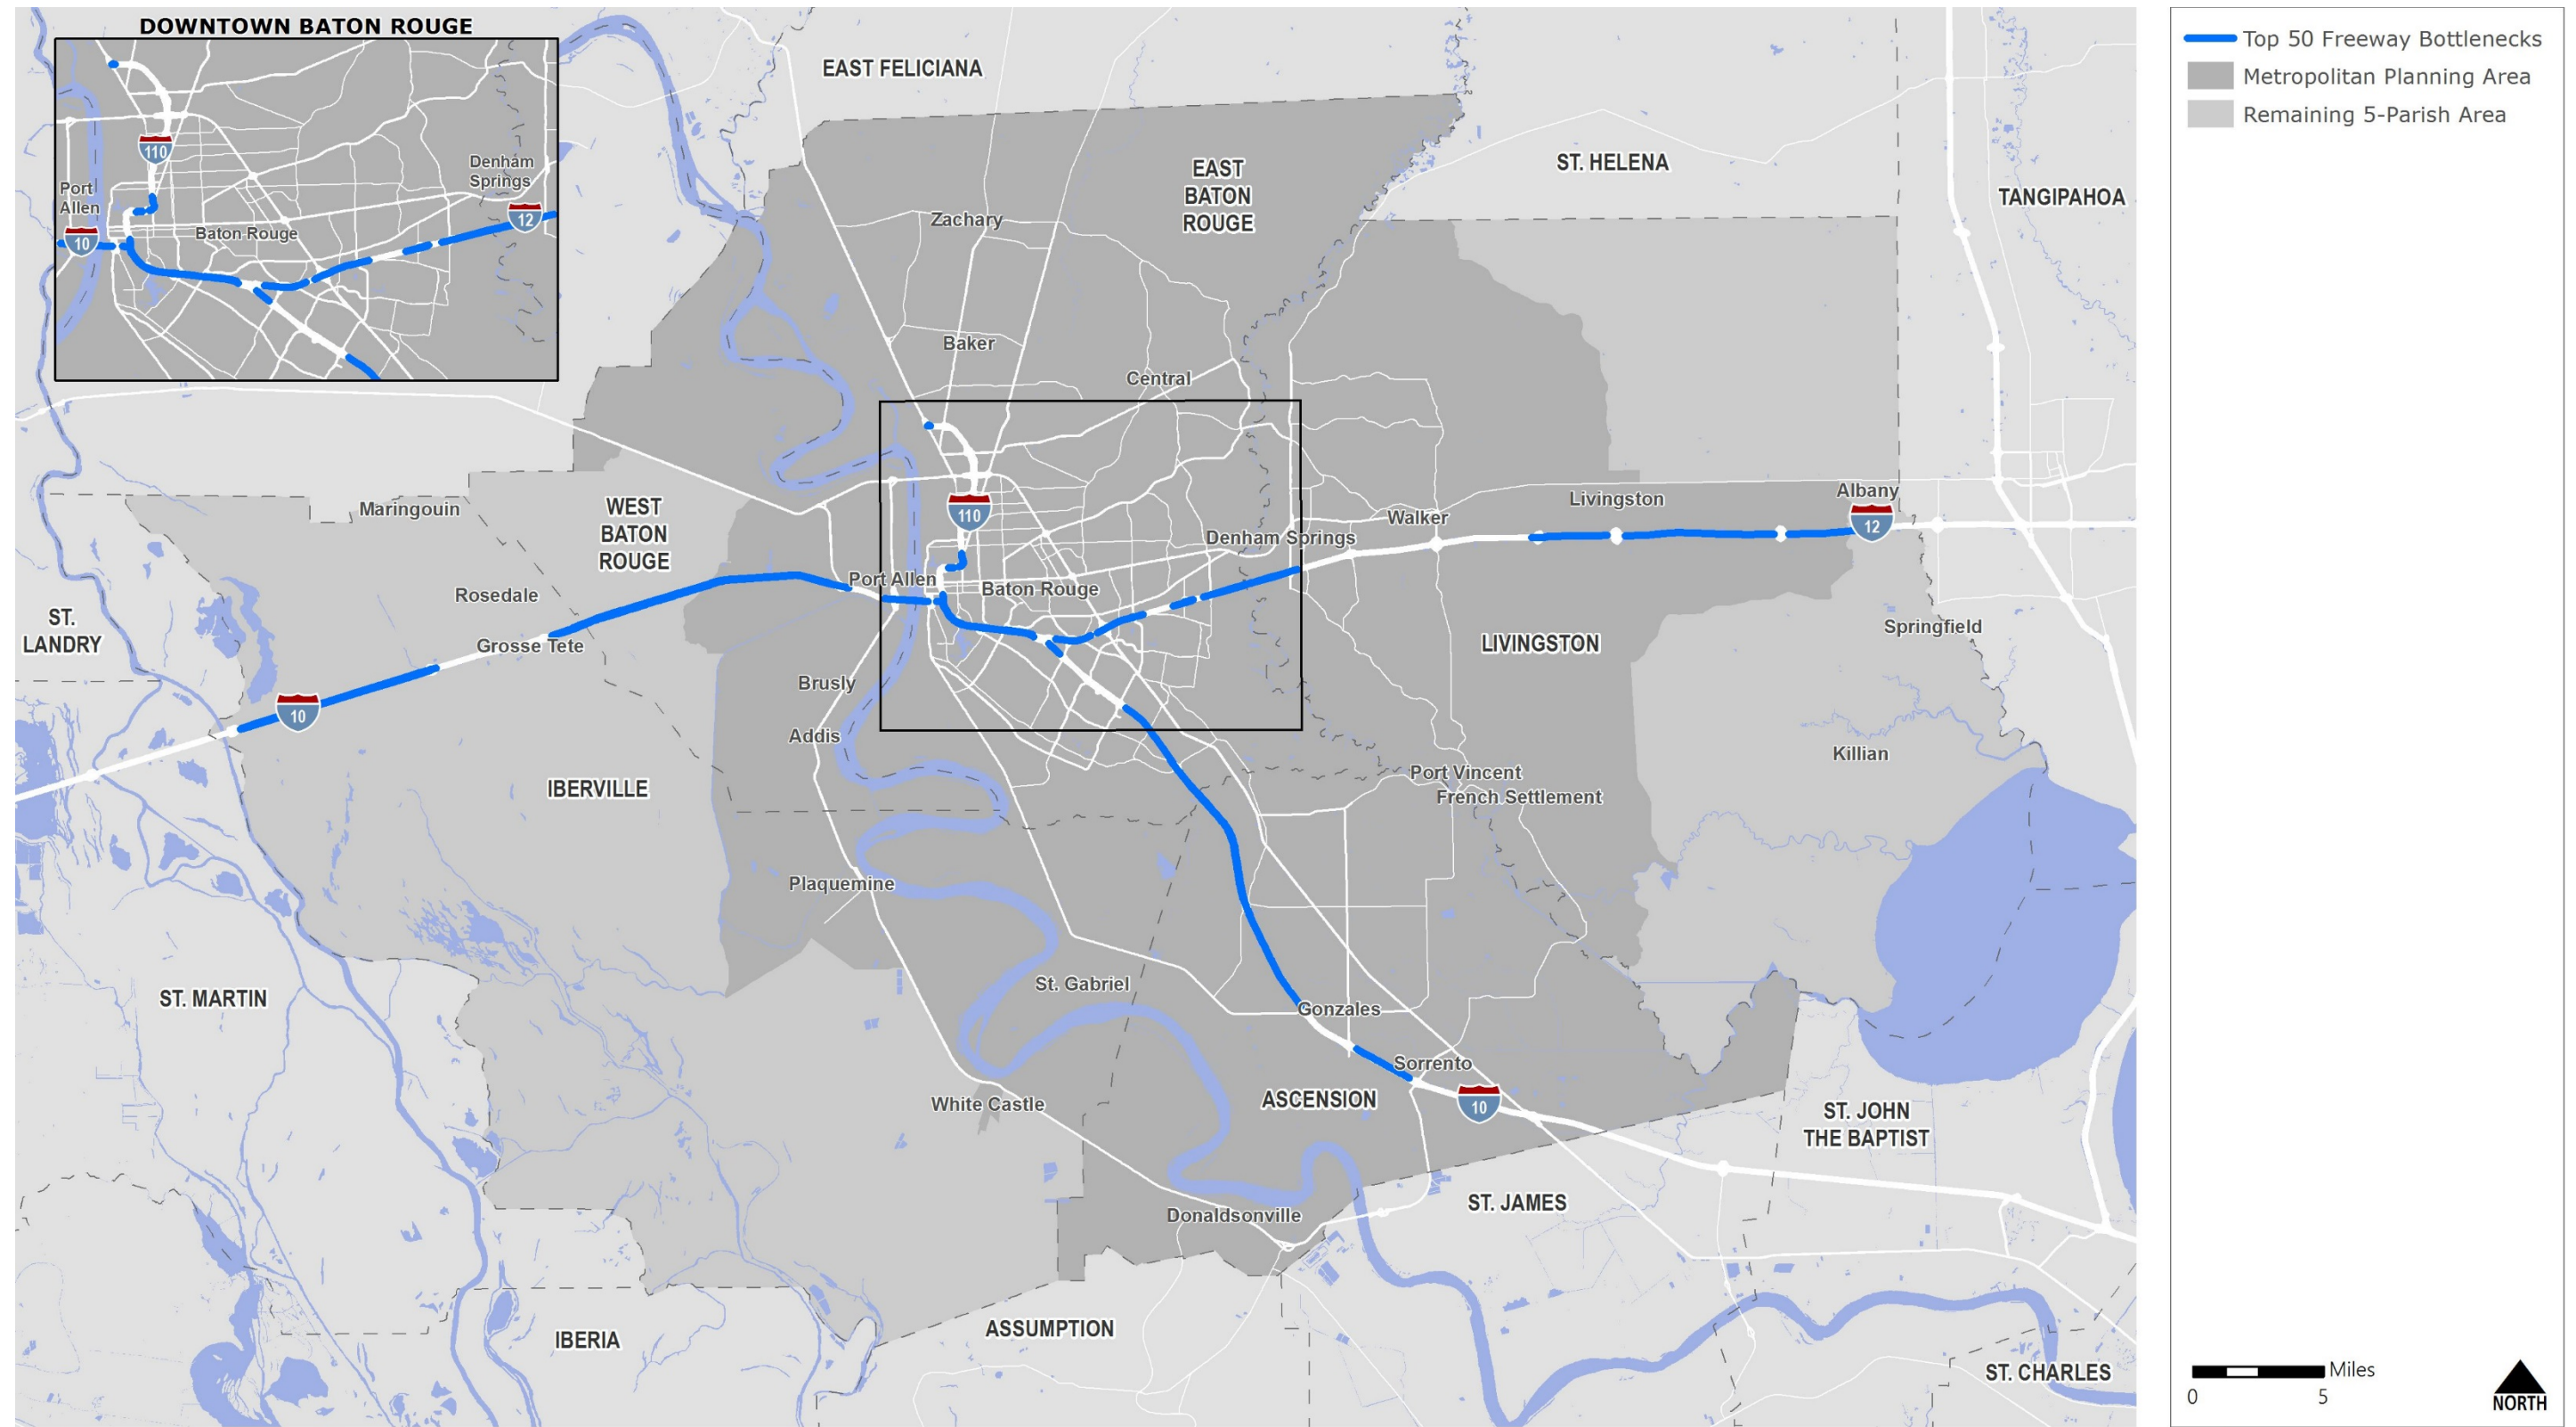 DOWNTOWN BATON ROUGE
110
Denham
Springs
Port
Allen
12
10
Baton Rouge
EAST FELICIANA
EAST
BATON
ROUGE
ST. HELENA
TANGIPAHOA
Zachary
Baker
Central
Maringouin
WEST
BATON
ROUGE
110
Livingston
Albany
Walker
12
Denham Springs
Port Allen
Baton Rouge
Rosedale
ST.
LANDRY
Grosse Tete
LIVINGSTON
Springfield
Brusly
10
Addis
Killian
Port Vincent
French Settlement
IBERVILLE
Plaquemine
ST. MARTIN
St. Gabriel
Gonzales
Sorrento
White Castle
ASCENSION
10
ST. JOHN
THE BAPTIST
ST. JAMES
Donaldsonville
IBERIA
ASSUMPTION
ST. CHARLES
Top 50 Freeway Bottlenecks
Metropolitan Planning Area
Remaining 5-Parish Area
Miles
0 5
NORTH